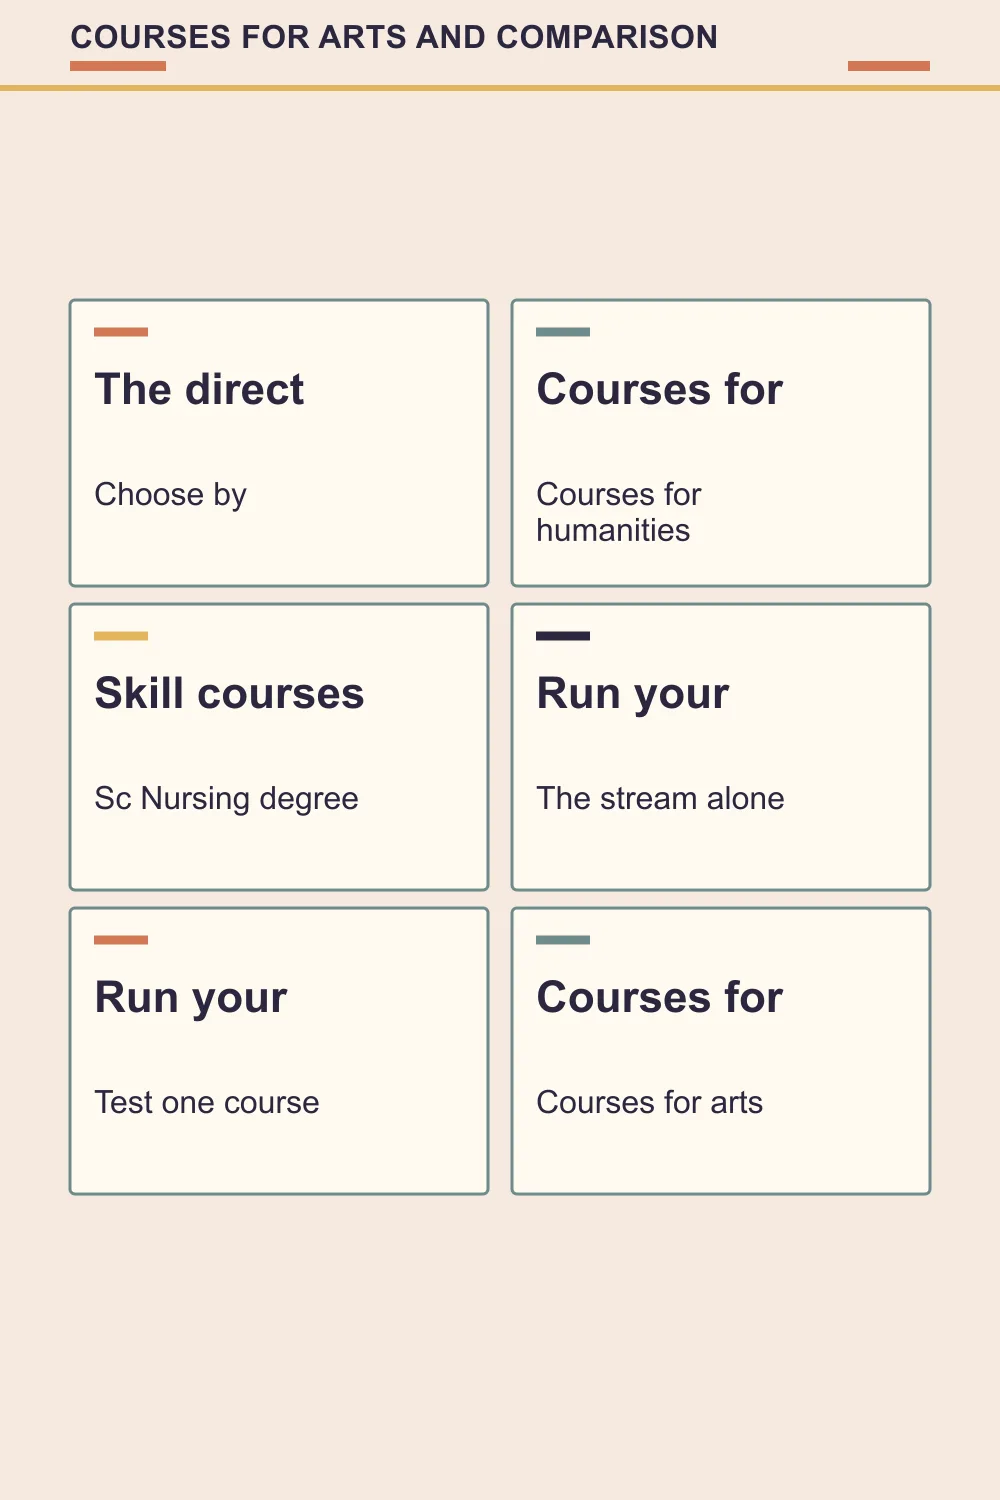 COURSES FOR ARTS AND COMPARISON
The direct
Choose by
Courses for
Courses for
humanities
Skill courses
Sc Nursing degree
Run your
The stream alone
Run your
Test one course
Courses for
Courses for arts